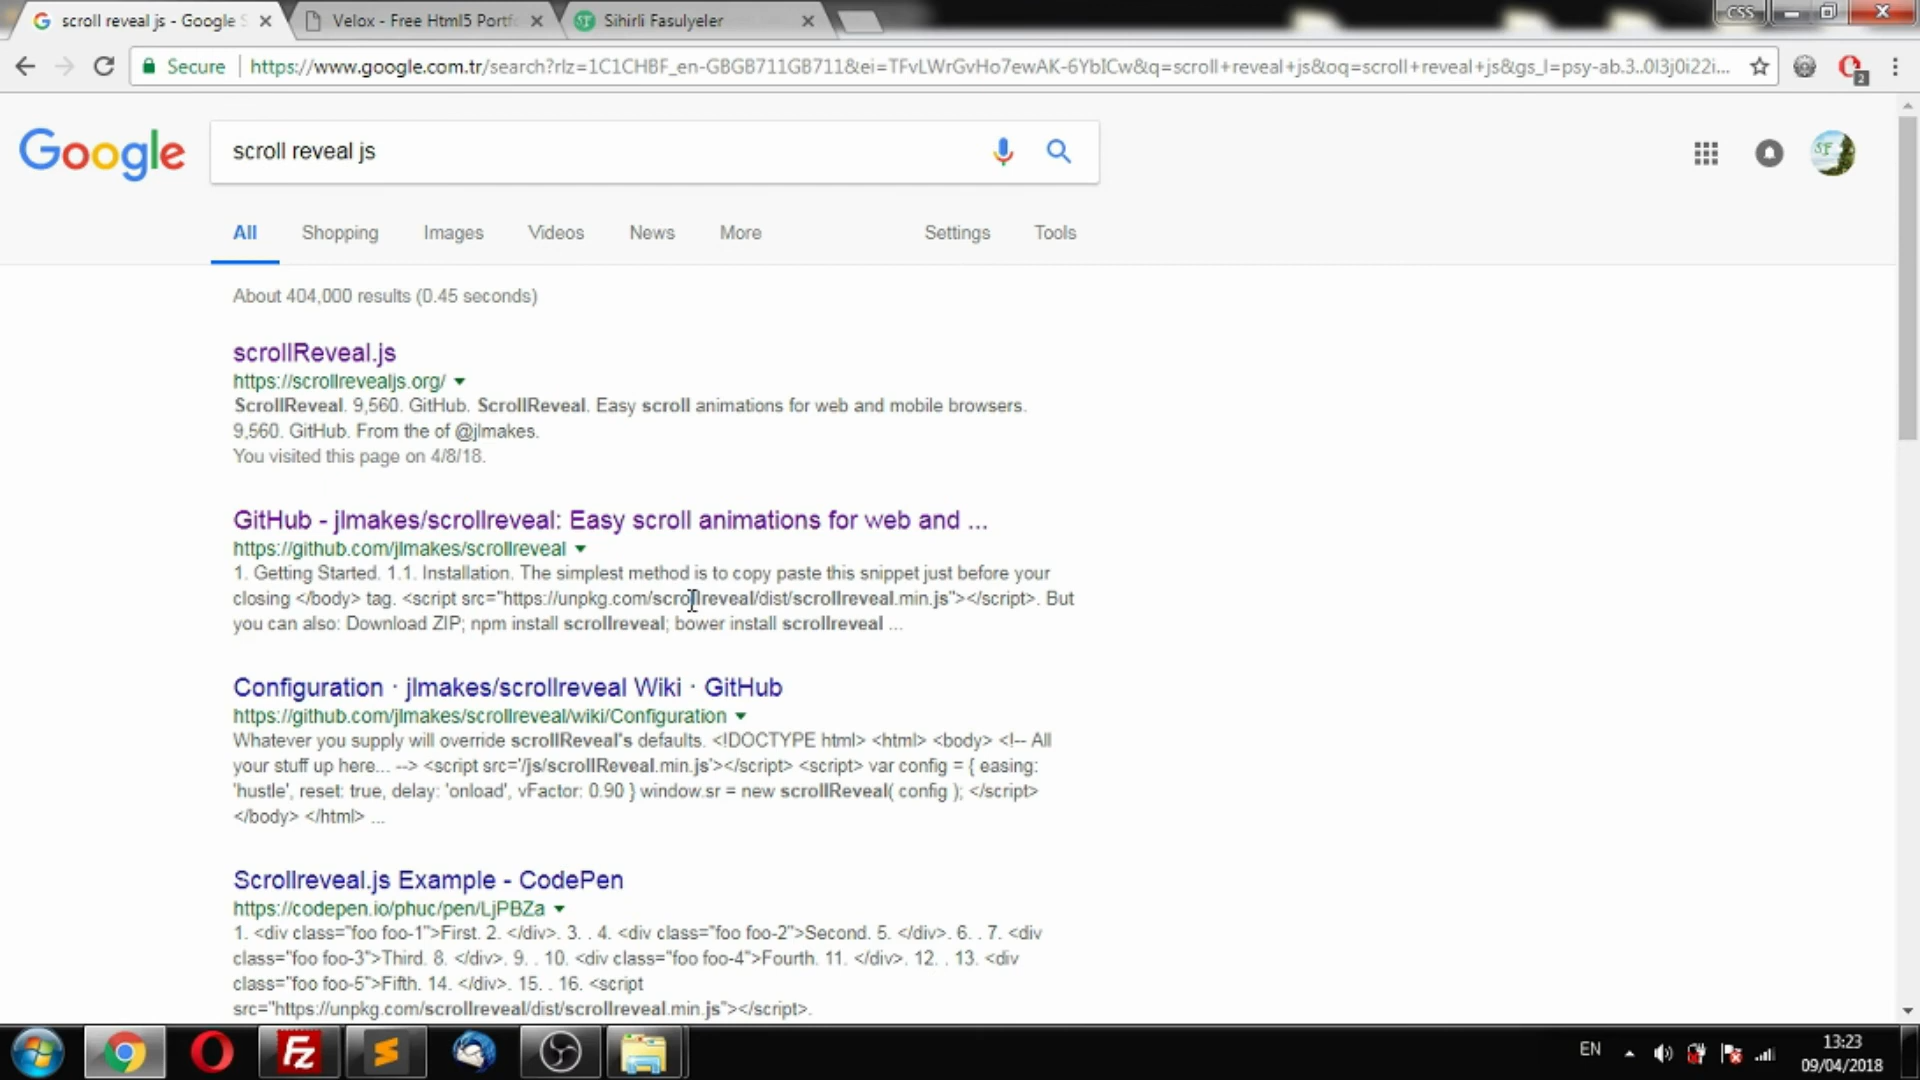 scroll reveal js - Google S
Velox - Free Html5 Portf
Sihirli Fasulyeler
CSS
Secure
https://www.google.com.tr/search?rlz=1C1CHBF_en-GBGB711GB711&ei=TFvLWrGvHo7ewAK-6YbICw&q=scroll+reveal+js&oq=scroll+reveal+js&gs_l=psy-ab.3..0l3j0i22i...
2
Google
scroll reveal js
SF
All
Shopping
Images
Videos
News
More
Settings
Tools
About 404,000 results (0.45 seconds)
scrollReveal.js
https://scrollrevealjs.org/
ScrollReveal. 9,560. GitHub. ScrollReveal. Easy scroll animations for web and mobile browsers.
9,560. GitHub. From the of @jlmakes.
You visited this page on 4/8/18.
GitHub - jlmakes/scrollreveal: Easy scroll animations for web and ...
https://github.com/jlmakes/scrollreveal
1. Getting Started. 1.1. Installation. The simplest method is to copy paste this snippet just before your
closing </body> tag. <script src="https://unpkg.com/scrollreveal/dist/scrollreveal.min.js"></script>. But
you can also: Download ZIP; npm install scrollreveal; bower install scrollreveal ...
Configuration · jlmakes/scrollreveal Wiki · GitHub
https://github.com/jlmakes/scrollreveal/wiki/Configuration
Whatever you supply will override scrollReveal's defaults. <!DOCTYPE html> <html> <body> <!-- All
your stuff up here... --> <script src='/js/scrollReveal.min.js'></script> <script> var config = { easing:
'hustle', reset: true, delay: 'onload', vFactor: 0.90 } window.sr = new scrollReveal( config ); </script>
</body> </html> ...
Scrollreveal.js Example - CodePen
https://codepen.io/phuc/pen/LjPBZa
1. <div class="foo foo-1">First. 2. </div>. 3. . 4. <div class="foo foo-2">Second. 5. </div>. 6. . 7. <div
class="foo foo-3">Third. 8. </div>. 9. . 10. <div class="foo foo-4">Fourth. 11. </div>. 12. . 13. <div
class="foo foo-5">Fifth. 14. </div>. 15. . 16. <script
src="https://unpkg.com/scrollreveal/dist/scrollreveal.min.js"></script>.
Fz
EN
13:23
09/04/2018